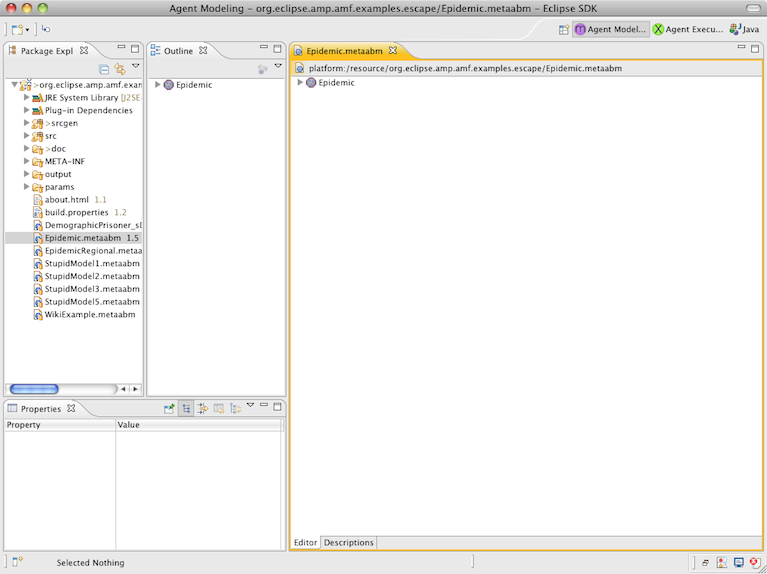 Agent Modeling - org.eclipse.amp.amf.examples.escape/Epidemic.metaabm - Eclipse SDK
Agent Model... Agent Execu... Java
Package Expl
Outline
Epidemic.metaabm
platform:/resource/org.eclipse.amp.amf.examples.escape/Epidemic.metaabm
>org.eclipse.amp.amf.exan
Epidemic
Epidemic
JRE System Library [J2SE-
Plug-in Dependencies
>srcgen
src
>doc
META-INF
output
params
about.html 1.1
build.properties 1.2
DemographicPrisoner_sl
Epidemic.metaabm 1.5
EpidemicRegional.metaa
StupidModel1.metaabm
StupidModel2.metaabm
StupidModel3.metaabm
StupidModel5.metaabm
WikiExample.metaabm
Properties
Property Value
Editor Descriptions
Selected Nothing